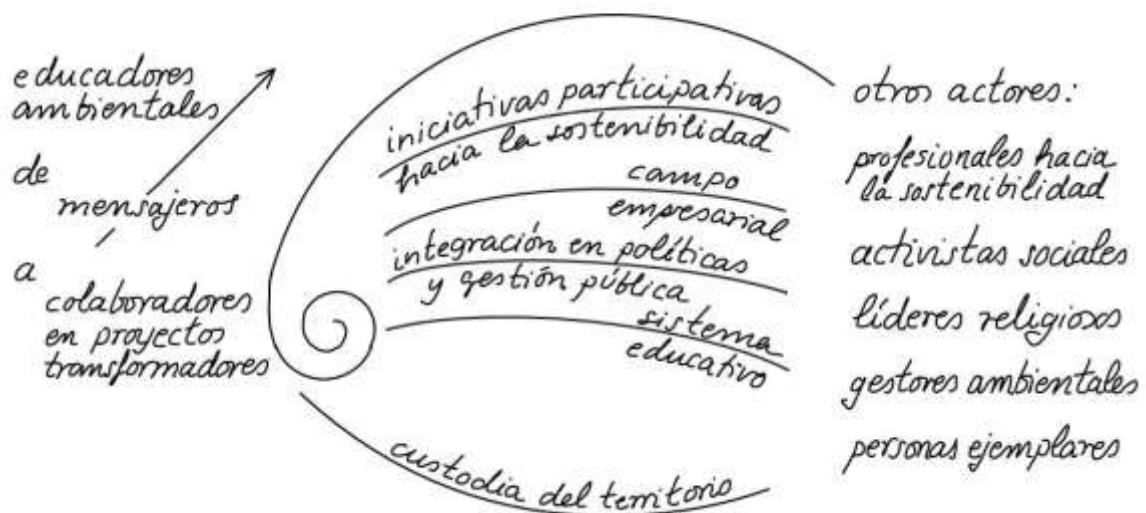 educadores
ambientales
de
mensajeros
a
colaboradores
en proyectos
transformadores
iniciativas participativas
hacia la sostenibilidad
campo
empresarial
integración en políticas
y gestión pública
sistema
educativo
custodia del territorio
otros actores:
profesionales hacia
la sostenibilidad
activistas sociales
líderes religiosos
gestores ambientales
personas ejemplares